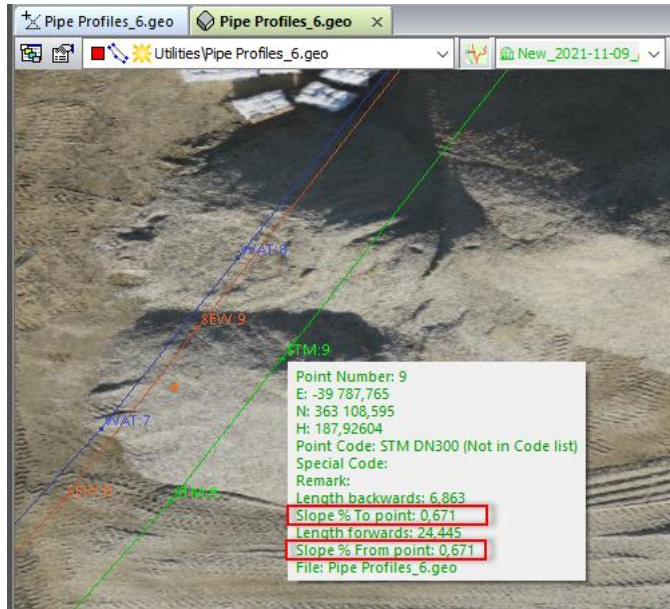 Pipe Profiles_6.geo
Pipe Profiles_6.geo ×
Utilities\Pipe Profiles_6.geo
New_2021-11-09_
WAT:8
SEW:9
STM:9
WAT:7
Point Number: 9
E: -39 787,765
N: 363 108,595
H: 187,92604
Point Code: STM DN300 (Not in Code list)
Special Code:
Remark:
Length backwards: 6,863
Slope % To point: 0,671
Length forwards: 24,445
Slope % From point: 0,671
File: Pipe Profiles_6.geo